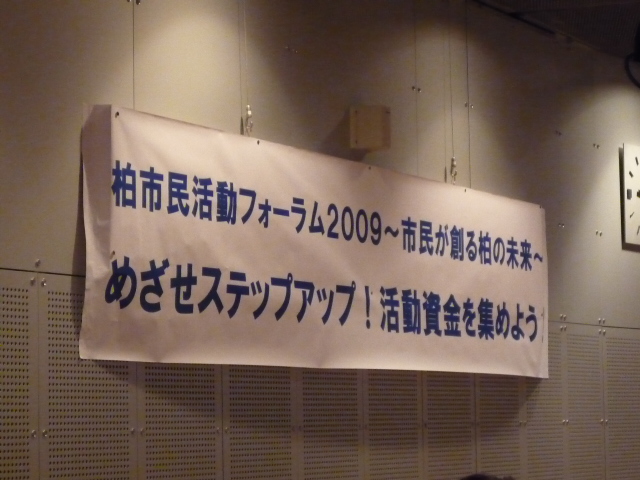 柏市民活動フォーラム2009～市民が創る柏の未来～
めざせステップアップ！活動資金を集めよう